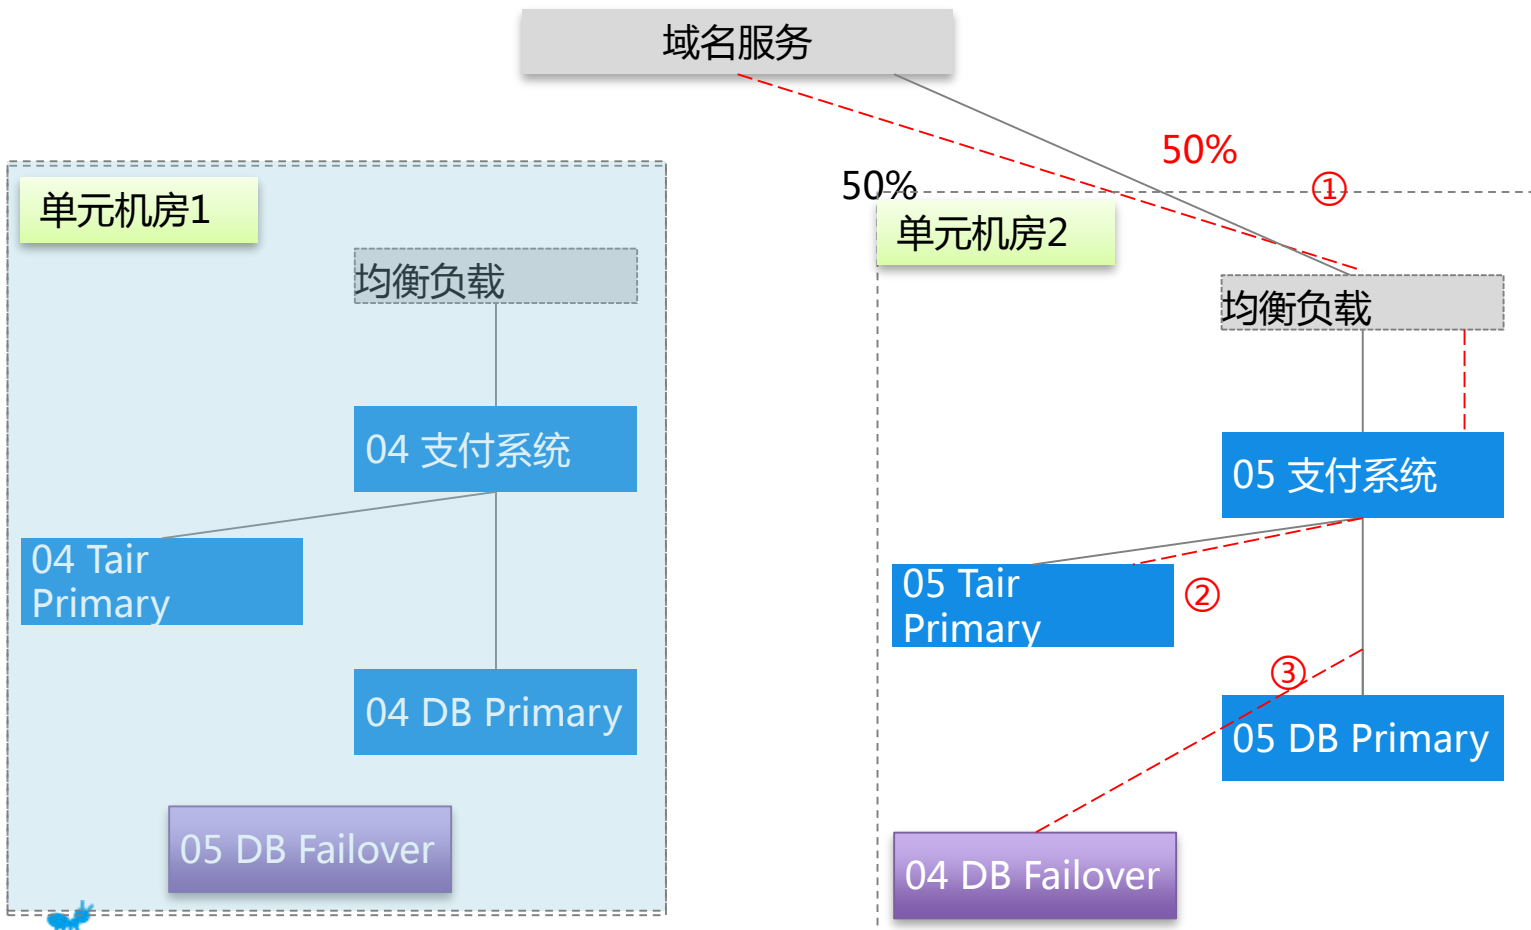 域名服务
50%
①
50%
单元机房1
均衡负载
04 支付系统
04 Tair
Primary
04 DB Primary
05 DB Failover
单元机房2
均衡负载
05 支付系统
05 Tair
Primary
②
③
05 DB Primary
04 DB Failover